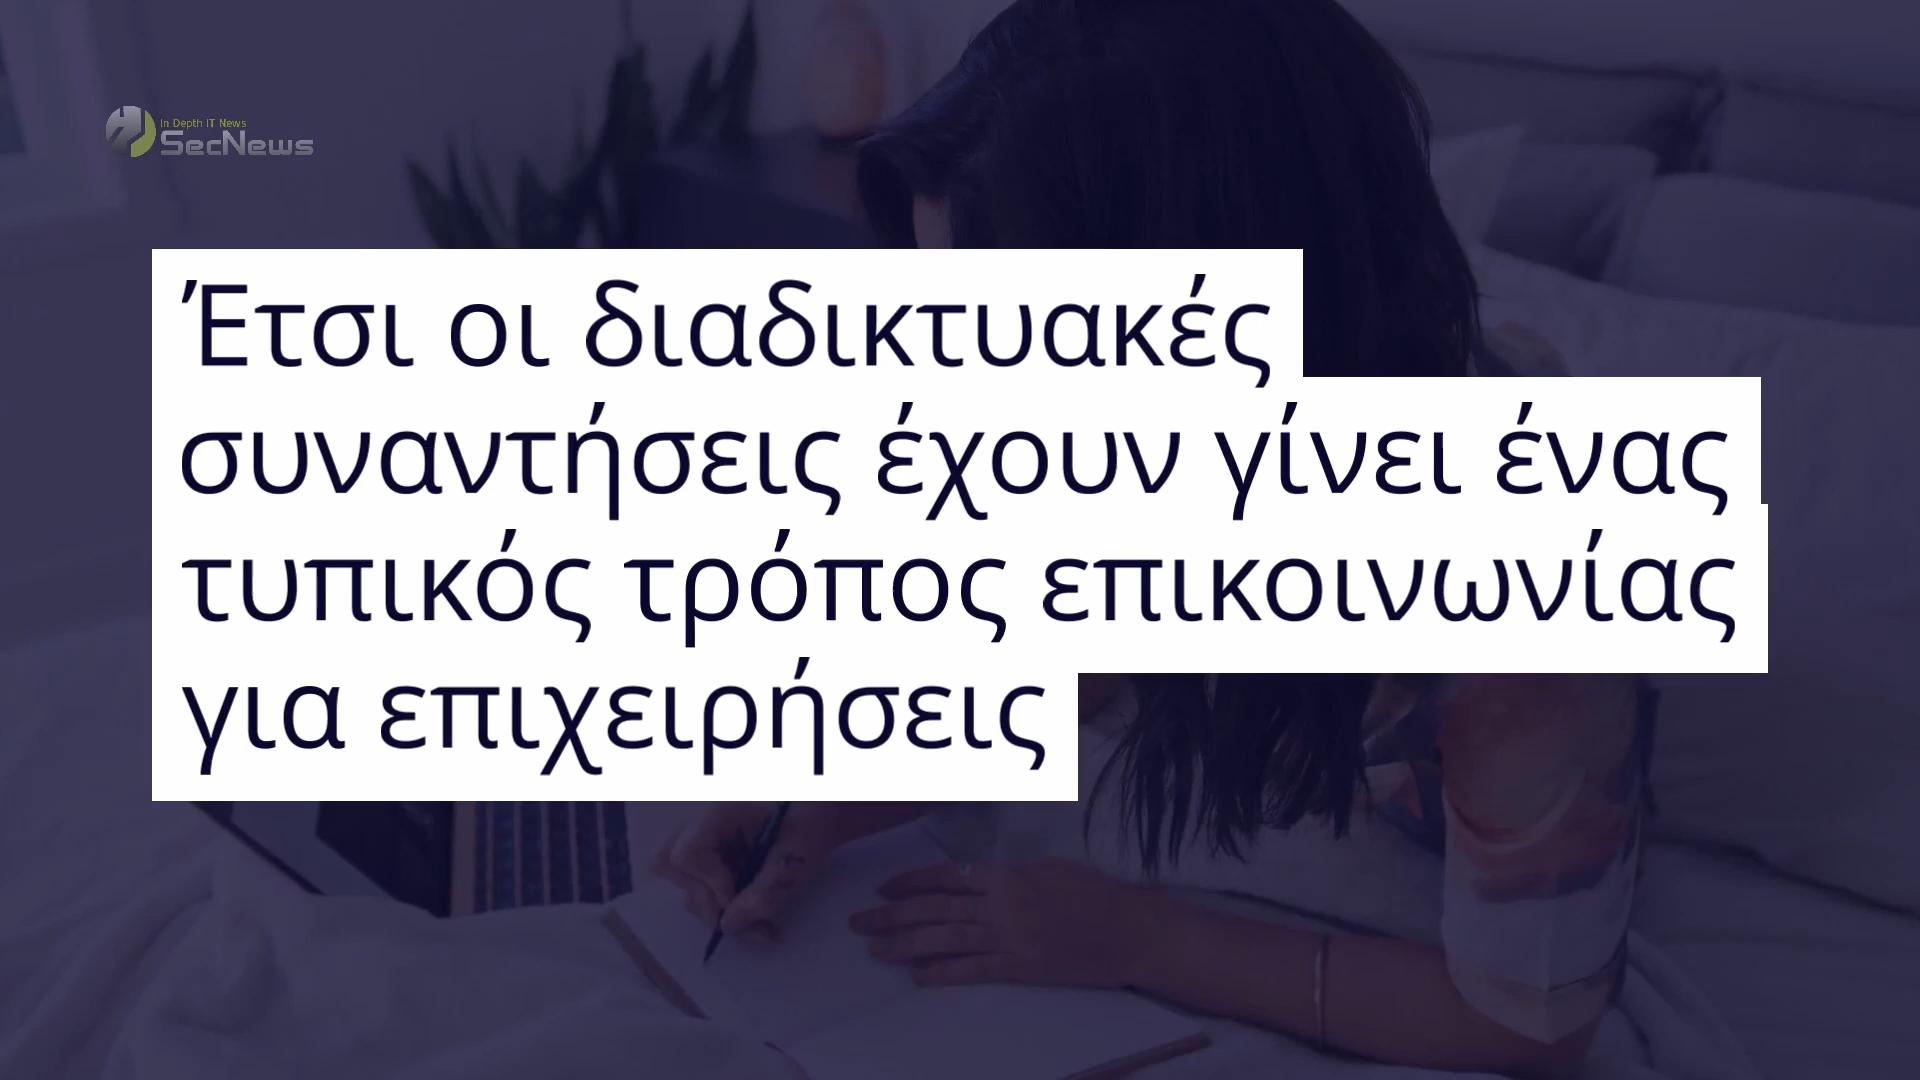 In Depth IT News
SecNews
Έτσι οι διαδικτυακές
συναντήσεις έχουν γίνει ένας
τυπικός τρόπος επικοινωνίας
για επιχειρήσεις